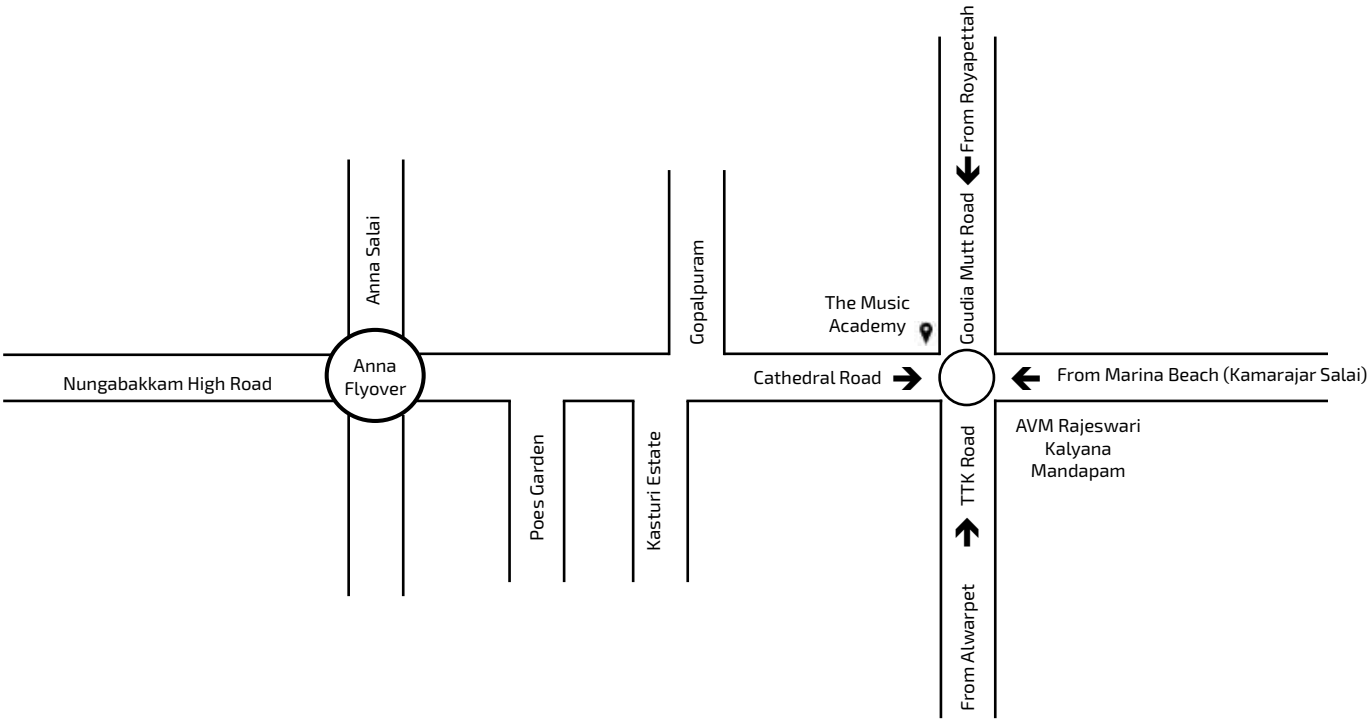 From Royapettah
Goudia Mutt Road
Anna Salai
Gopalpuram
The Music
Academy
Nungabakkam High Road
Anna
Flyover
Cathedral Road
From Marina Beach (Kamarajar Salai)
Poes Garden
Kasturi Estate
TTK Road
AVM Rajeswari
Kalyana
Mandapam
From Alwarpet